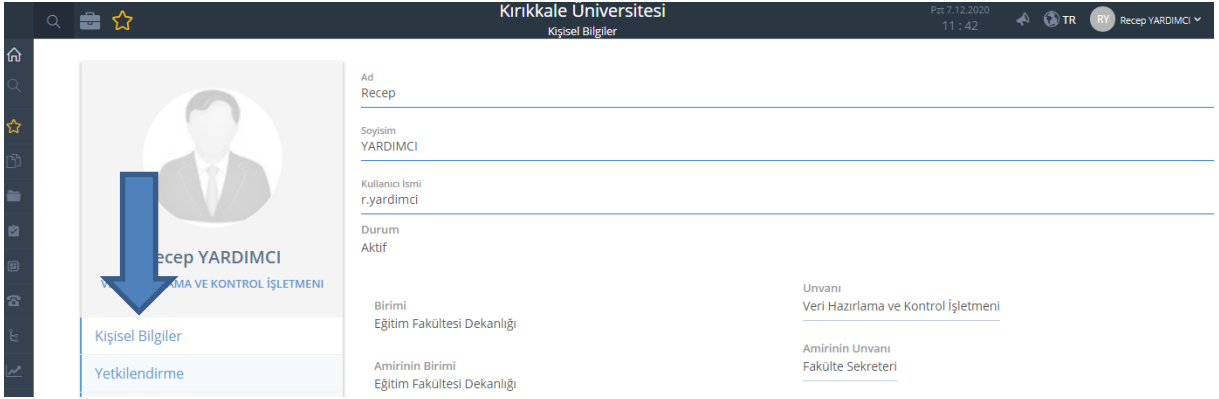 Kırıkkale Üniversitesi
Kişisel Bilgiler
Pzt 7.12.2020
11 : 42
TR
RY
Recep YARDIMCI
Ad
Recep
Soyisim
YARDIMCI
Kullanıcı İsmi
r.yardimci
Durum
Aktif
ecep YARDIMCI
AMA VE KONTROL İŞLETMENI
Kişisel Bilgiler
Yetkilendirme
Birimi
Eğitim Fakültesi Dekanlığı
Unvanı
Veri Hazırlama ve Kontrol İşletmeni
Amirinin Birimi
Eğitim Fakültesi Dekanlığı
Amirinin Unvanı
Fakülte Sekreteri